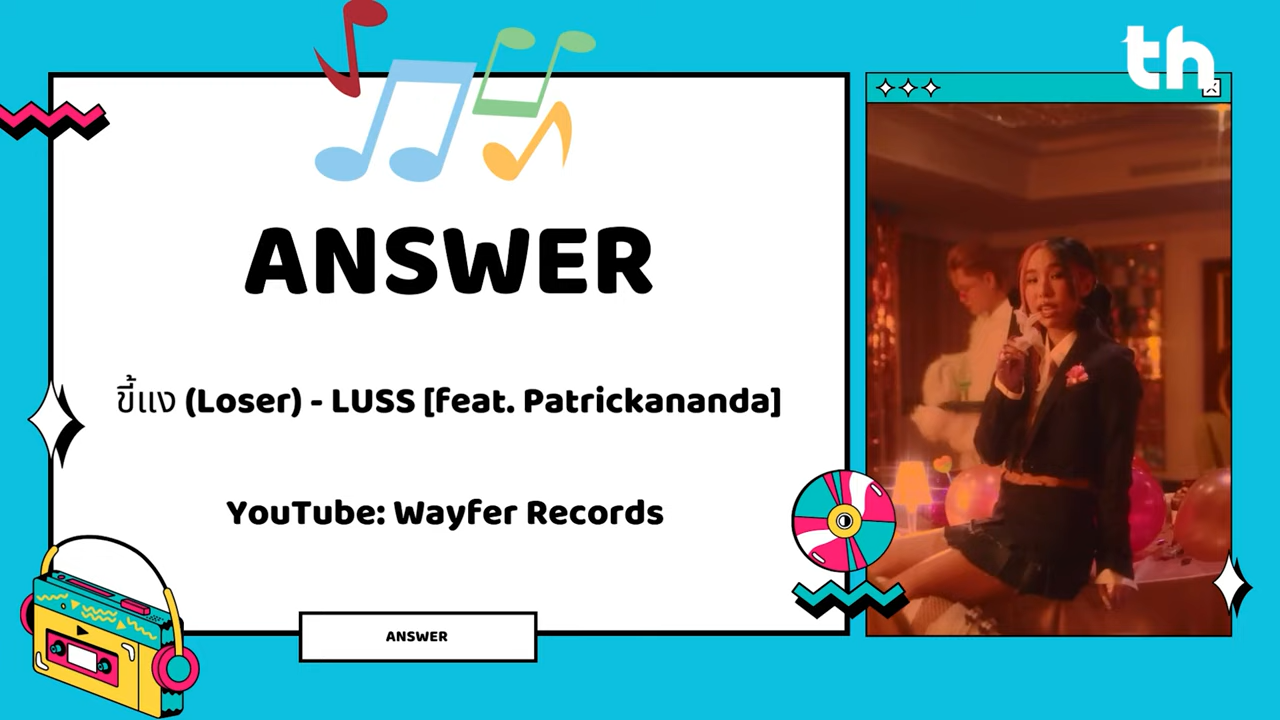 th
ANSWER
ขี้แง (Loser) - LUSS [feat. Patrickananda]
YouTube: Wayfer Records
ANSWER